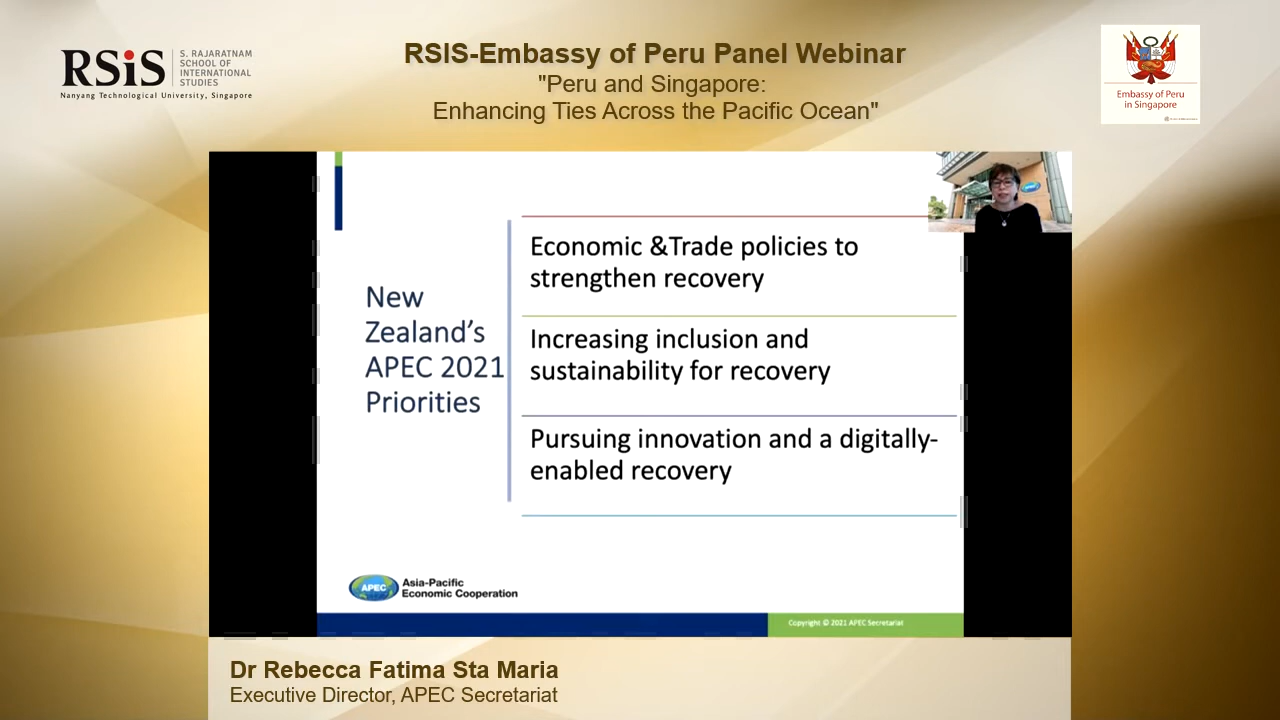 RSiS
S. RAJARATNAM
SCHOOL OF
INTERNATIONAL
STUDIES
Nanyang Technological University, Singapore
RSIS-Embassy of Peru Panel Webinar
"Peru and Singapore:
Enhancing Ties Across the Pacific Ocean"
Embassy of Peru
in Singapore
New
Zealand's
APEC 2021
Priorities
Economic &Trade policies to
strengthen recovery
Increasing inclusion and
sustainability for recovery
Pursuing innovation and a digitally-
enabled recovery
APEC
Asia-Pacific
Economic Cooperation
Copyright © 2021 APEC Secretariat
Dr Rebecca Fatima Sta Maria
Executive Director, APEC Secretariat